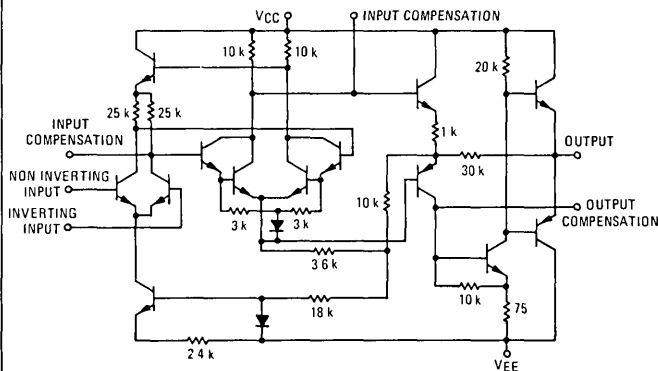 VCC
INPUT COMPENSATION
10 k
10 k
20 k
25 k
25 k
INPUT
COMPENSATION
1 k
OUTPUT
30 k
NON INVERTING
INPUT
INVERTING
INPUT
3 k
3 k
10 k
OUTPUT
COMPENSATION
36 k
10 k
18 k
75
24 k
VEE